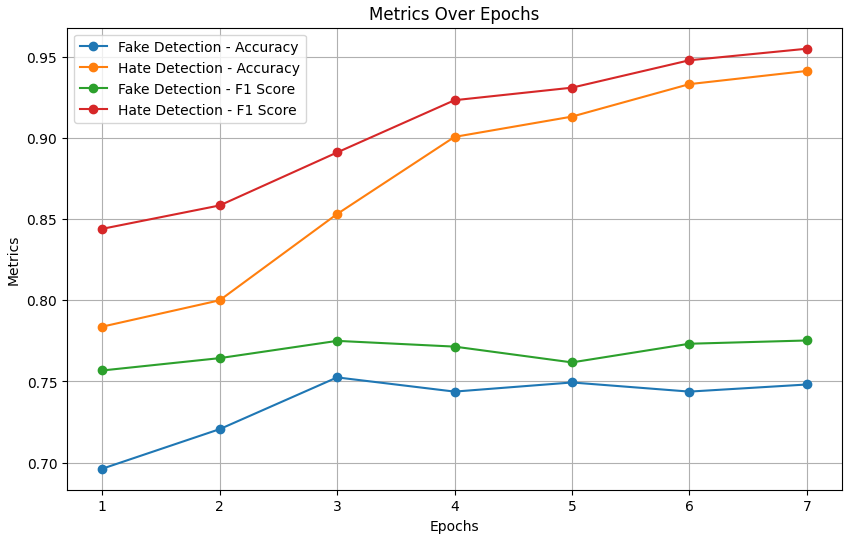 Metrics Over Epochs
Fake Detection - Accuracy
Hate Detection - Accuracy
Fake Detection - F1 Score
Hate Detection - F1 Score
0.95
0.90
0.85
0.80
0.75
0.70
Metrics
1 2 3 4 5 6 7
Epochs